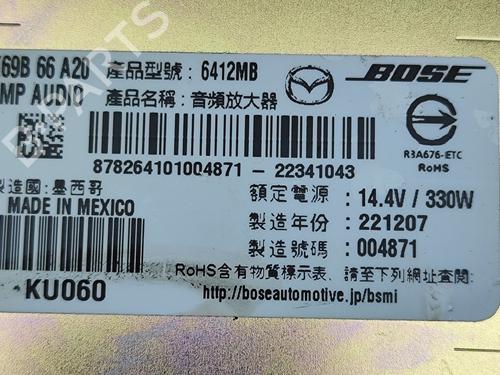 69B 66 A20 產品型號: 6412MB
MP AUDIO 產品名稱: 音頻放大器
BOSE
R3A676-ETC
RoHS
878264101004871 - 22341043
製造國: 墨西哥
MADE IN MEXICO
額定電源 : 14.4V / 330W
製造年份 : 221207
製造號碼 : 004871
KU060
RoHS含有物質標示表, 請至下列網址查閱:
http://boseautomotive.jp/bsmi